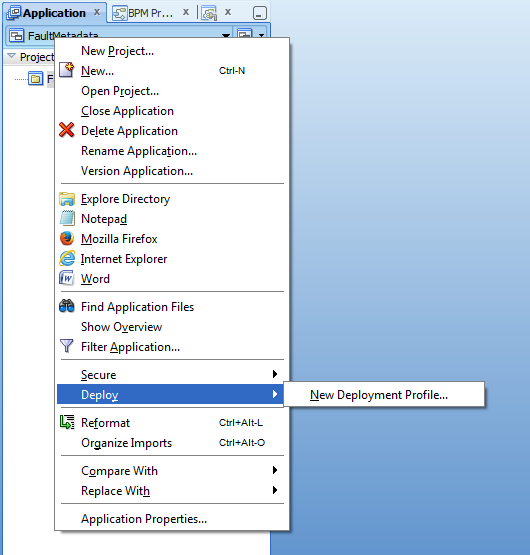 Application
BPM Pr...
FaultMetadata
Project
F
New Project...
New... Ctrl-N
Open Project...
Close Application
Delete Application
Rename Application...
Version Application...
Explore Directory
Notepad
Mozilla Firefox
Internet Explorer
Word
Find Application Files
Show Overview
Filter Application...
Secure
Deploy
New Deployment Profile...
Reformat Ctrl+Alt-L
Organize Imports Ctrl+Alt-O
Compare With
Replace With
Application Properties...